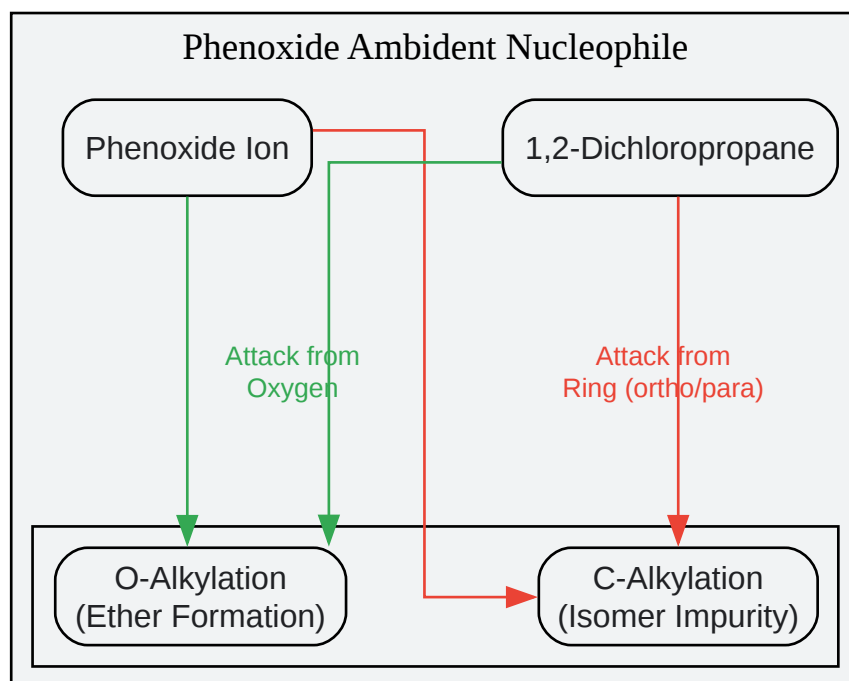 Phenoxide Ambident Nucleophile
Phenoxide Ion
1,2-Dichloropropane
Attack from
Oxygen
Attack from
Ring (ortho/para)
O-Alkylation
(Ether Formation)
C-Alkylation
(Isomer Impurity)